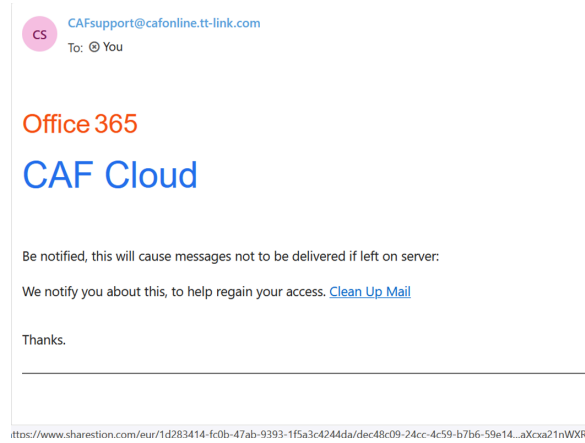 CS
CAFsupport@cafonline.tt-link.com
To: You
Office 365
CAF Cloud
Be notified, this will cause messages not to be delivered if left on server:
We notify you about this, to help regain your access. Clean Up Mail
Thanks.
ttps://www.sharestion.com/eur/1d283414-fc0b-47ab-9393-1f5a3c4244da/dec48c09-24cc-4c59-b7b6-59e14...aXcxa21nWXR